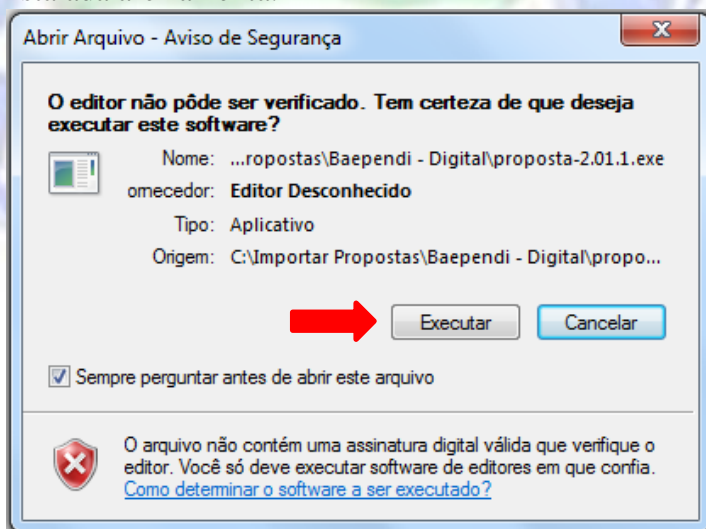 Abrir Arquivo - Aviso de Segurança
O editor não pôde ser verificado. Tem certeza de que deseja
executar este software?
Nome: ...ropostas\Baependi - Digital\proposta-2.01.1.exe
omecedor: Editor Desconhecido
Tipo: Aplicativo
Origem: C:\Importar Propostas\Baependi - Digital\propo...
Executar Cancelar
Sempre perguntar antes de abrir este arquivo
O arquivo não contém uma assinatura digital válida que verifique o
editor. Você só deve executar software de editores em que confia.
Como determinar o software a ser executado?